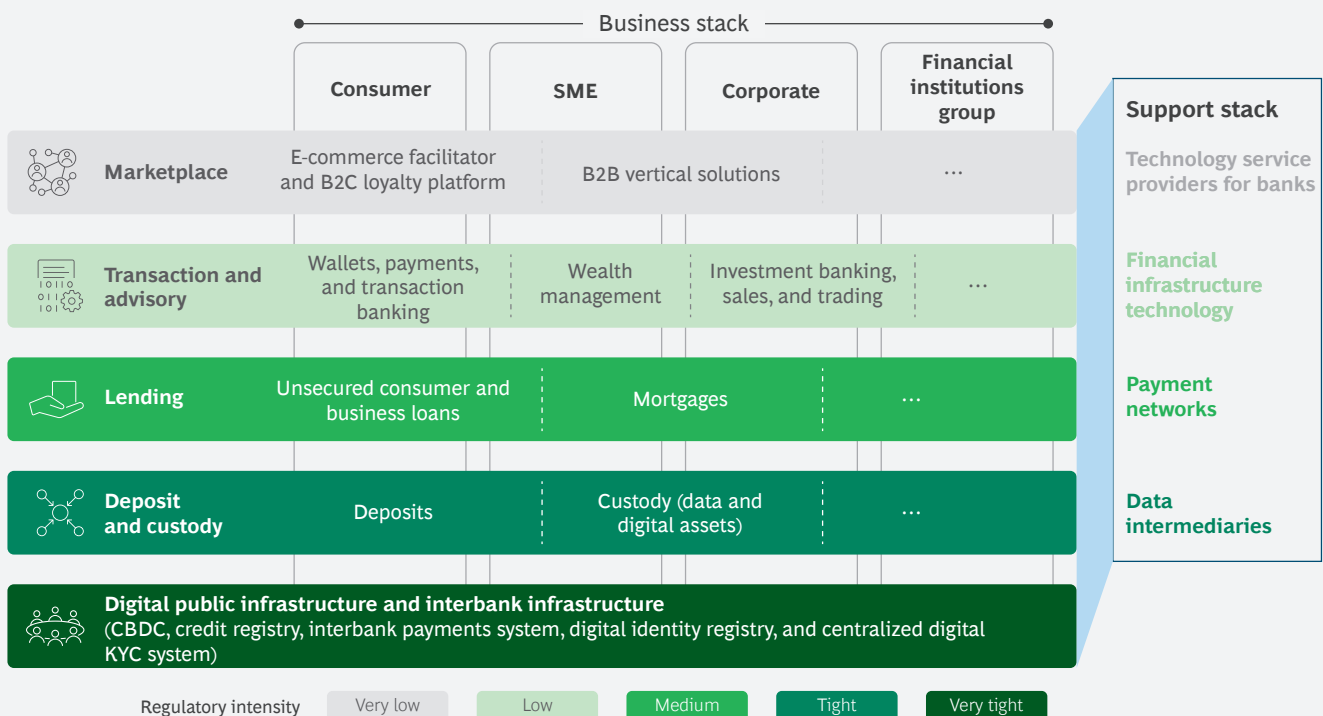 Business stack
Consumer
SME
Corporate
Financial
institutions
group
Support stack
Marketplace
E-commerce facilitator
and B2C loyalty platform
B2B vertical solutions
...
Technology service
providers for banks
Transaction and
advisory
Wallets, payments,
and transaction
banking
Wealth
management
Investment banking,
sales, and trading
...
Financial
infrastructure
technology
Lending
Unsecured consumer and
business loans
Mortgages
...
Payment
networks
Deposit
and custody
Deposits
Custody (data and
digital assets)
...
Data
intermediaries
Digital public infrastructure and interbank infrastructure
(CBDC, credit registry, interbank payments system, digital identity registry, and centralized digital
KYC system)
Regulatory intensity
Very low
Low
Medium
Tight
Very tight